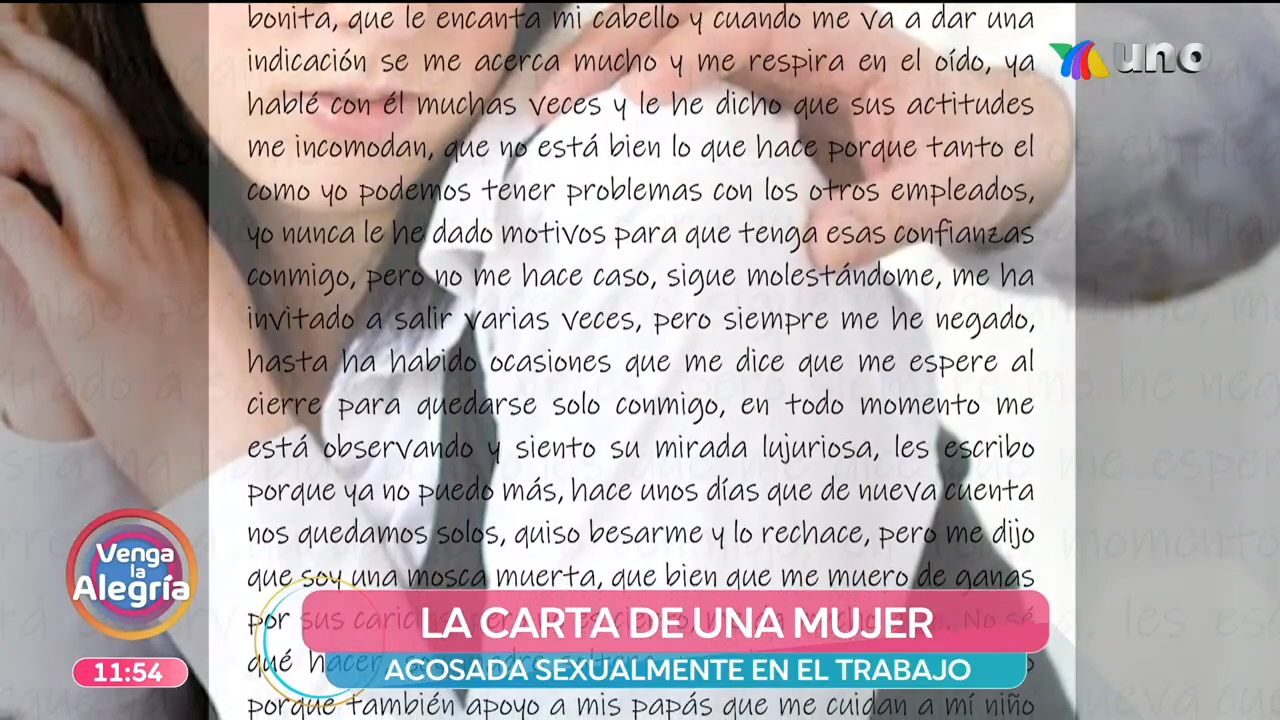 bonita, que le encanta mi cabello y cuando me va a dar una
indicación se me acerca mucho y me respira en el oído, ya
hablé con él muchas veces y le he dicho que sus actitudes
me incomodan, que no está bien lo que hace porque tanto el
como yo podemos tener problemas con los otros empleados,
yo nunca le he dado motivos para que tenga esas confianzas
conmigo, pero no me hace caso, sigue molestándome, me ha
invitado a salir varias veces, pero siempre me he negado,
hasta ha habido ocasiones que me dice que me espere al
cierre para quedarse solo conmigo, en todo momento me
está observando y siento su mirada lujuriosa, les escribo
porque ya no puedo más, hace unos días que de nueva cuenta
nos quedamos solos, quiso besarme y lo rechace, pero me dijo
que soy una mosca muerta, que bien que me muero de ganas
por sus No sé
qué hacer
porque también apoyo a mis papás que me cuidan a mí niño
uno
Venga
la
Alegría
11:54
LA CARTA DE UNA MUJER
ACOSADA SEXUALMENTE EN EL TRABAJO